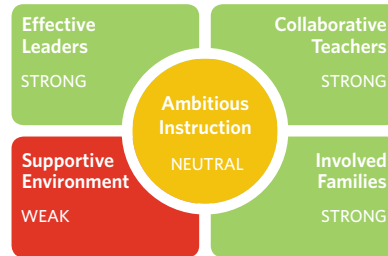 Effective
Leaders
STRONG
Collaborative
Teachers
STRONG
Ambitious
Instruction
NEUTRAL
Supportive
Environment
WEAK
Involved
Families
STRONG